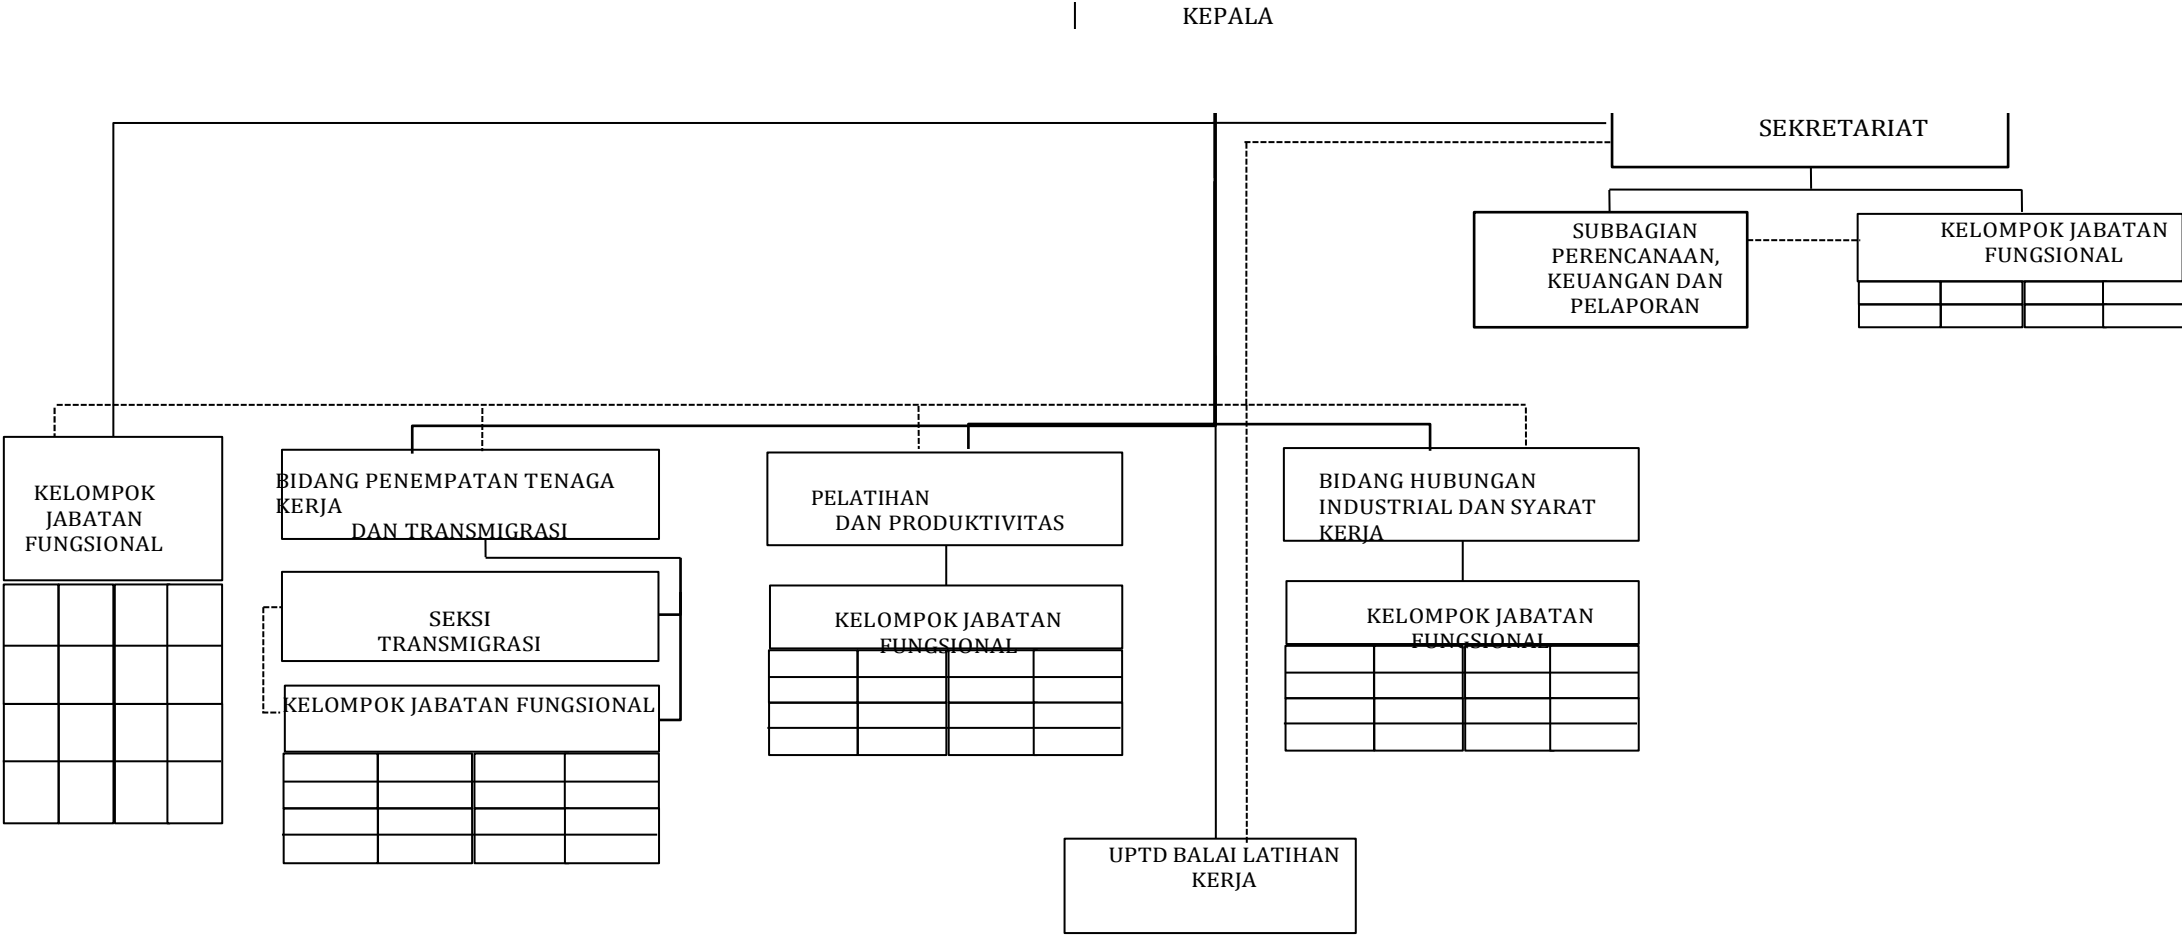 KEPALA
SEKRETARIAT
SUBBAGIAN
PERENCANAAN,
KEUANGAN DAN
PELAPORAN
KELOMPOK JABATAN
FUNGSIONAL
KELOMPOK
JABATAN
FUNGSIONAL
BIDANG PENEMPATAN TENAGA
KERJA
DAN TRANSMIGRASI
PELATIHAN
DAN PRODUKTIVITAS
BIDANG HUBUNGAN
INDUSTRIAL DAN SYARAT
KERJA
SEKSI
TRANSMIGRASI
KELOMPOK JABATAN
FUNGSIONAL
KELOMPOK JABATAN
FUNGSIONAL
KELOMPOK JABATAN FUNGSIONAL
UPTD BALAI LATIHAN
KERJA